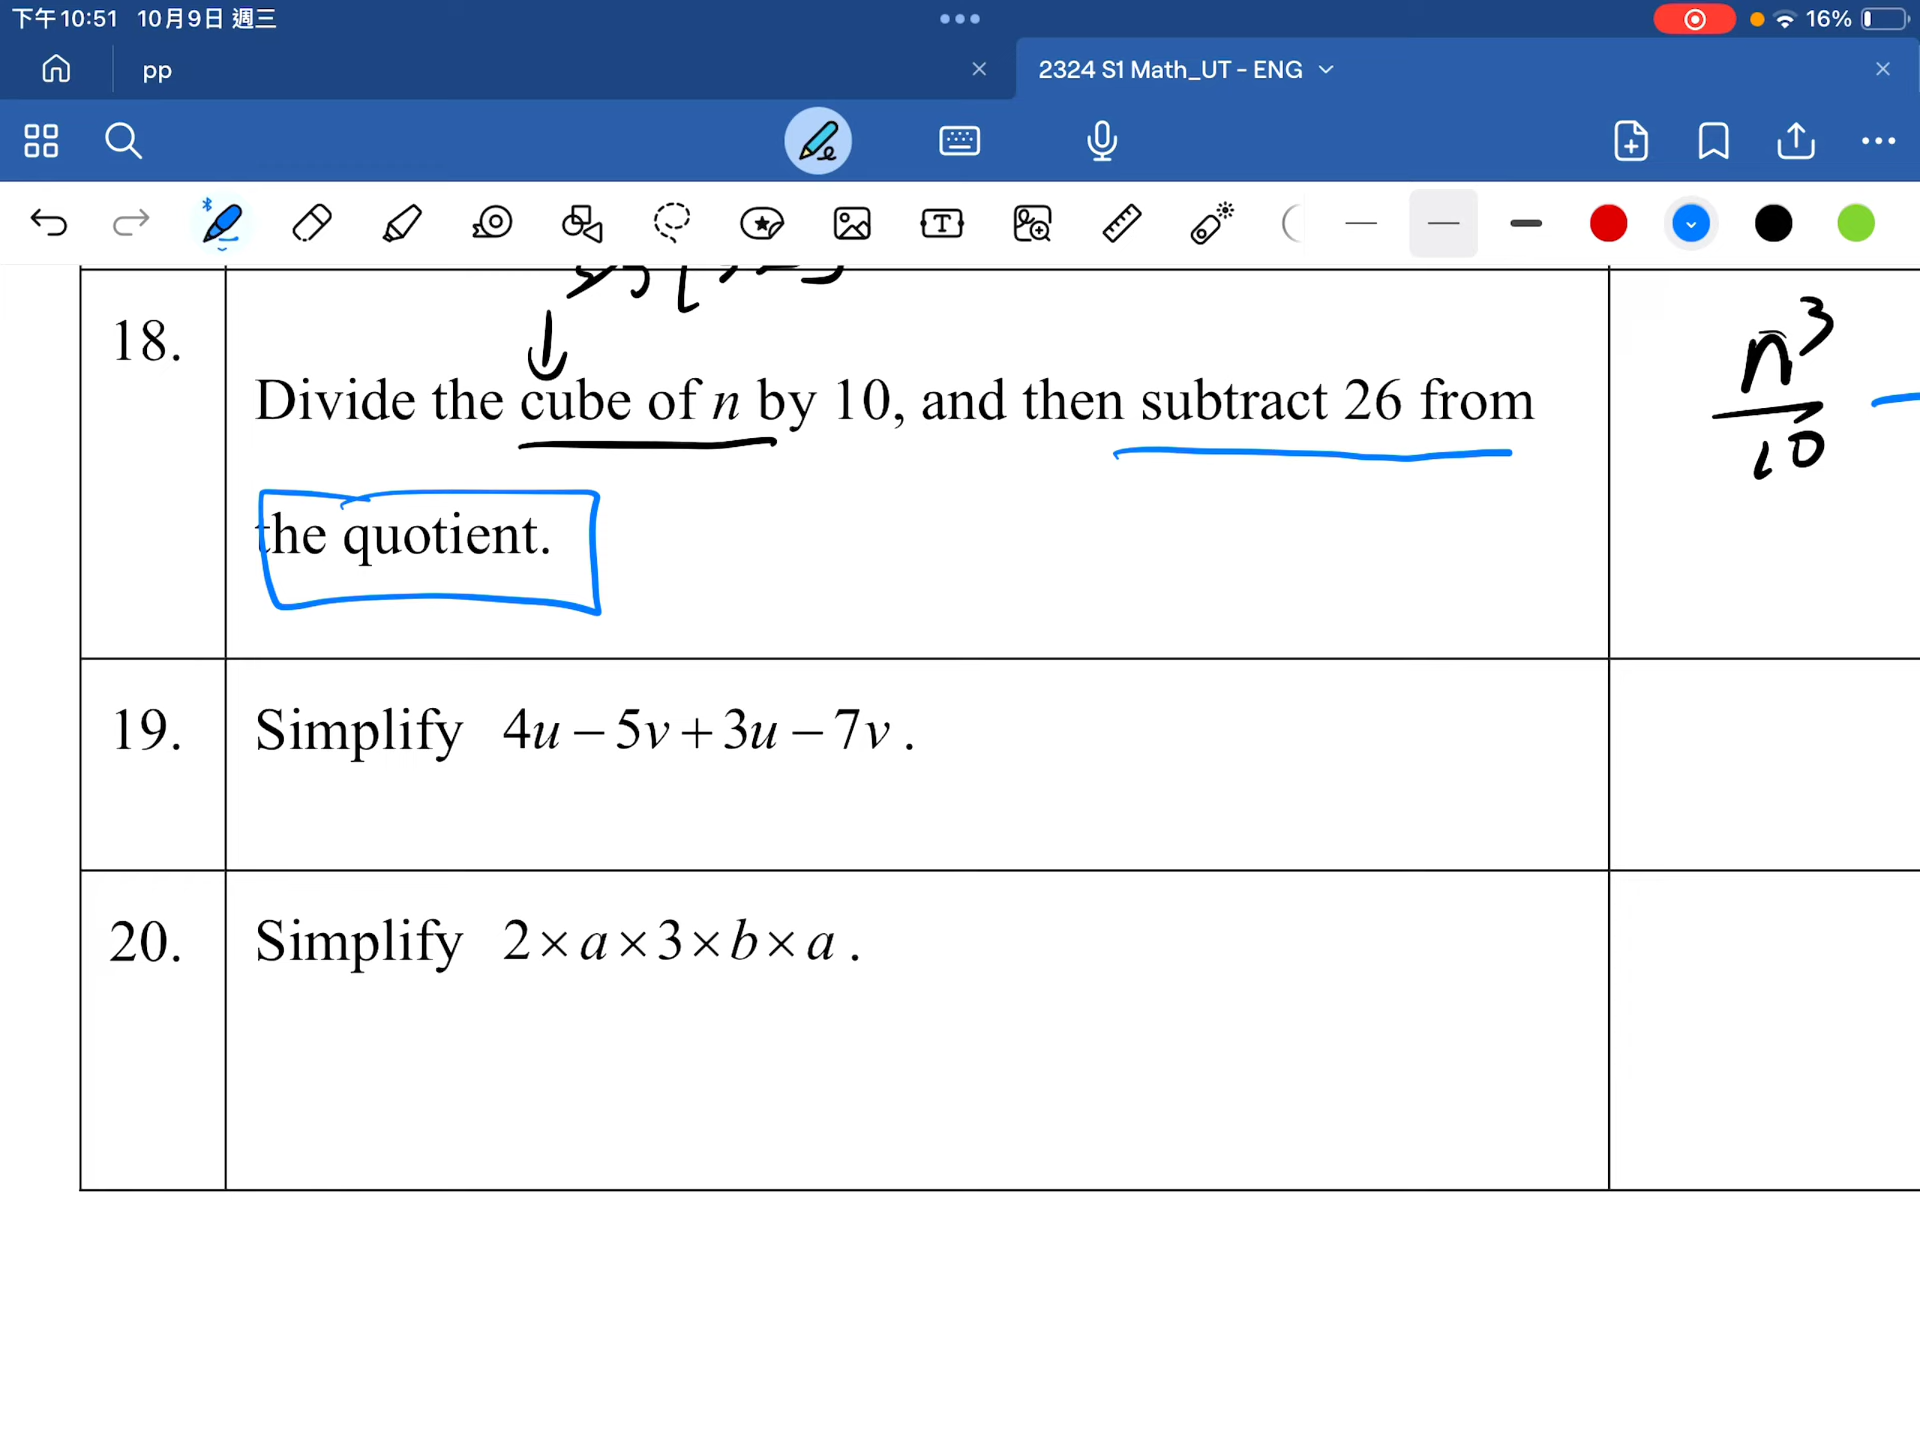 下午10:51 10月9日 週三
16%
pp
2324 S1 Math_UT - ENG
18.
Divide the cube of n by 10, and then subtract 26 from
the quotient.
n³
10
19.
Simplify 4u − 5v + 3u − 7v .
20.
Simplify 2 × a × 3 × b × a .